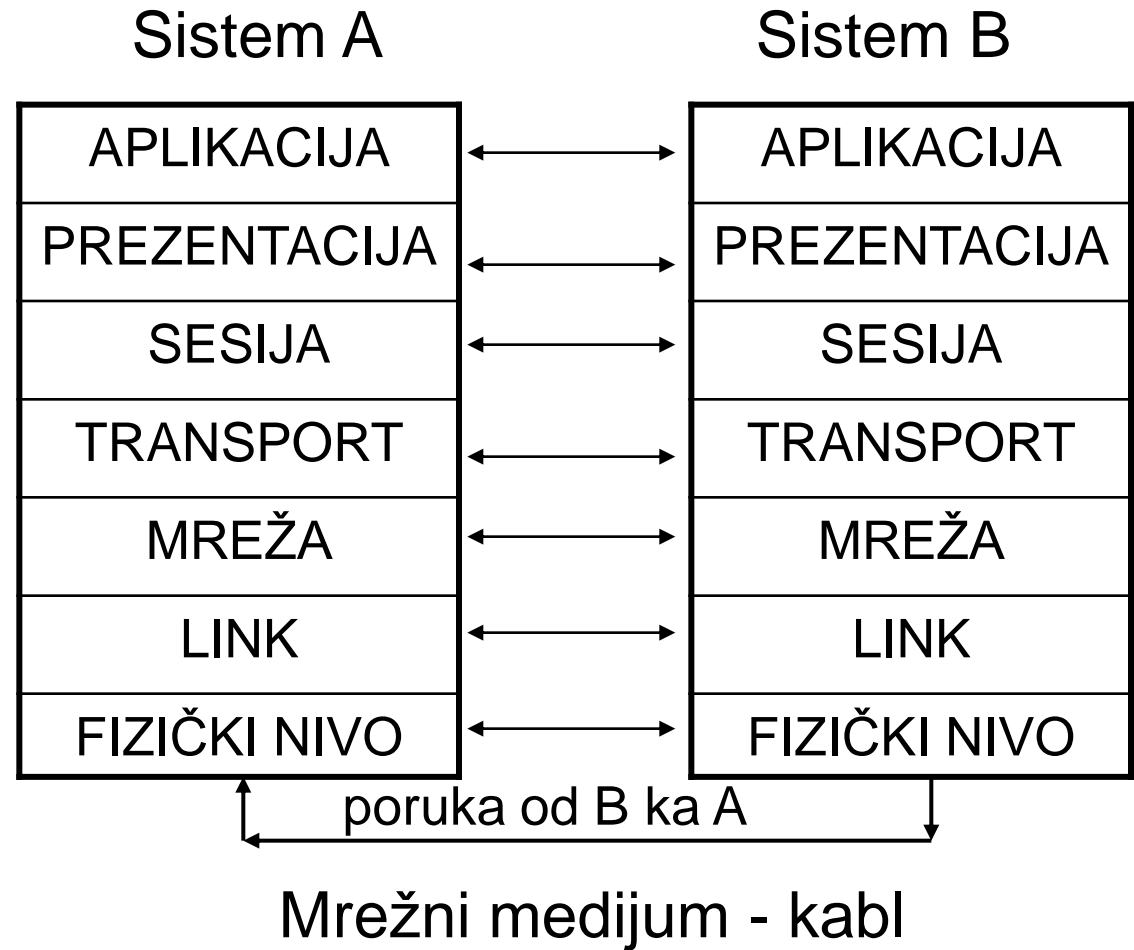 Sistem A
Sistem B
APLIKACIJA
APLIKACIJA
PREZENTACIJA
PREZENTACIJA
SESIJA
SESIJA
TRANSPORT
TRANSPORT
MREŽA
MREŽA
LINK
LINK
FIZIČKI NIVO
FIZIČKI NIVO
poruka od B ka A
Mrežni medijum - kabl